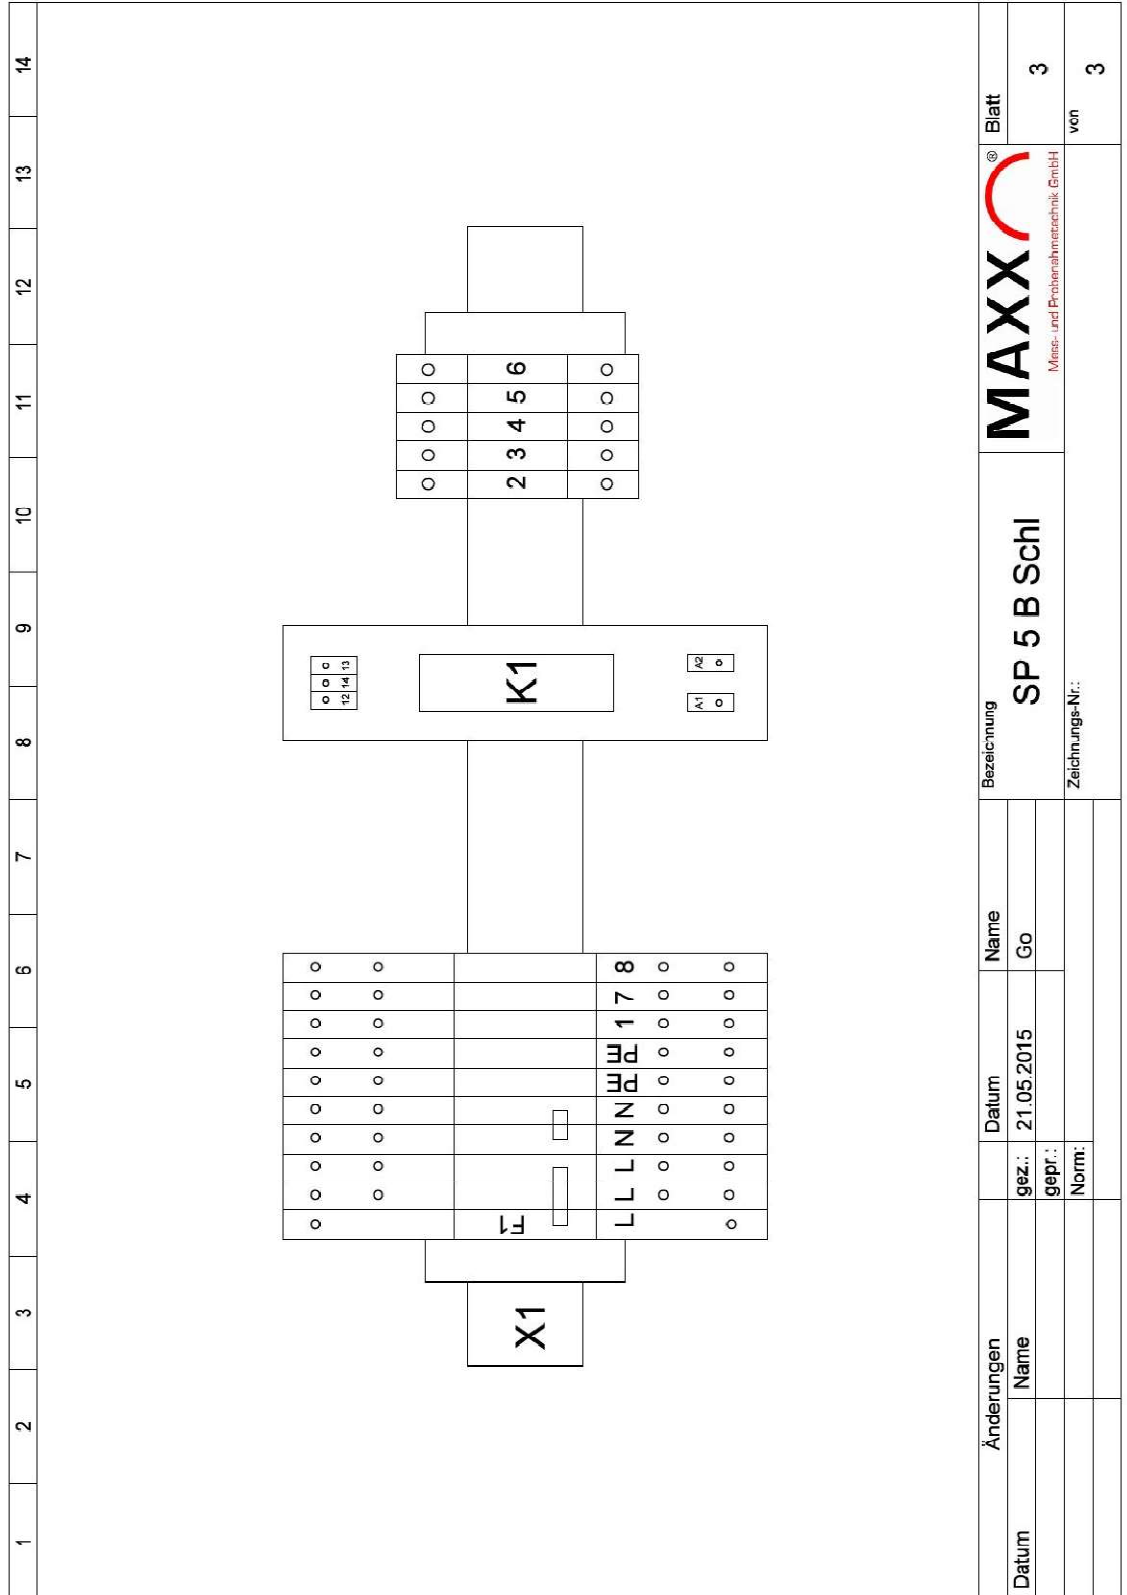 1 2 3 4 5 6 7 8 9 10 11 12 13 14
X1
F1
L L L N N PE PE 1 7 8
12 14 13
K1
A1 A2
2 3 4 5 6
Änderungen
Datum Name
gez.:
gepr.:
Norm:
Datum Name
21.05.2015 Go
Bezeichnung
SP 5 B Schl
Zeichnungs-Nr.:
MAXX ®
Mess- und Probenahmetechnik GmbH
Blatt
3
von
3